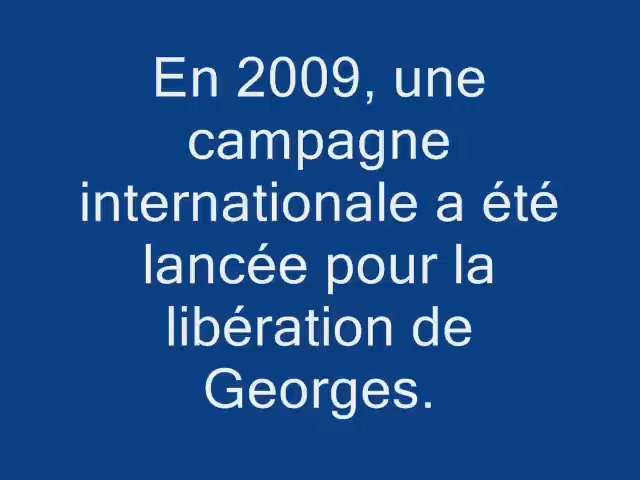 En 2009, une
campagne
internationale a été
lancée pour la
libération de
Georges.